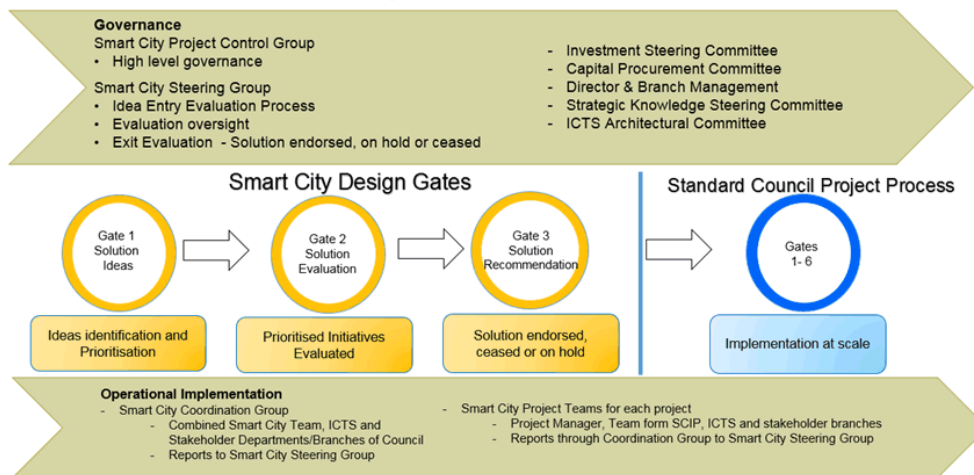 Governance
Smart City Project Control Group
• High level governance
Smart City Steering Group
• Idea Entry Evaluation Process
• Evaluation oversight
• Exit Evaluation - Solution endorsed, on hold or ceased
- Investment Steering Committee
- Capital Procurement Committee
- Director & Branch Management
- Strategic Knowledge Steering Committee
- ICTS Architectural Committee
Smart City Design Gates
Standard Council Project Process
Gate 1
Solution
Ideas
Gate 2
Solution
Evaluation
Gate 3
Solution
Recommendation
Gates
1- 6
Ideas identification and
Prioritisation
Prioritised Initiatives
Evaluated
Solution endorsed,
ceased or on hold
Implementation at scale
Operational Implementation
- Smart City Coordination Group
- Combined Smart City Team, ICTS and
Stakeholder Departments/Branches of Council
- Reports to Smart City Steering Group
- Smart City Project Teams for each project
- Project Manager, Team form SCIP, ICTS and stakeholder branches
- Reports through Coordination Group to Smart City Steering Group